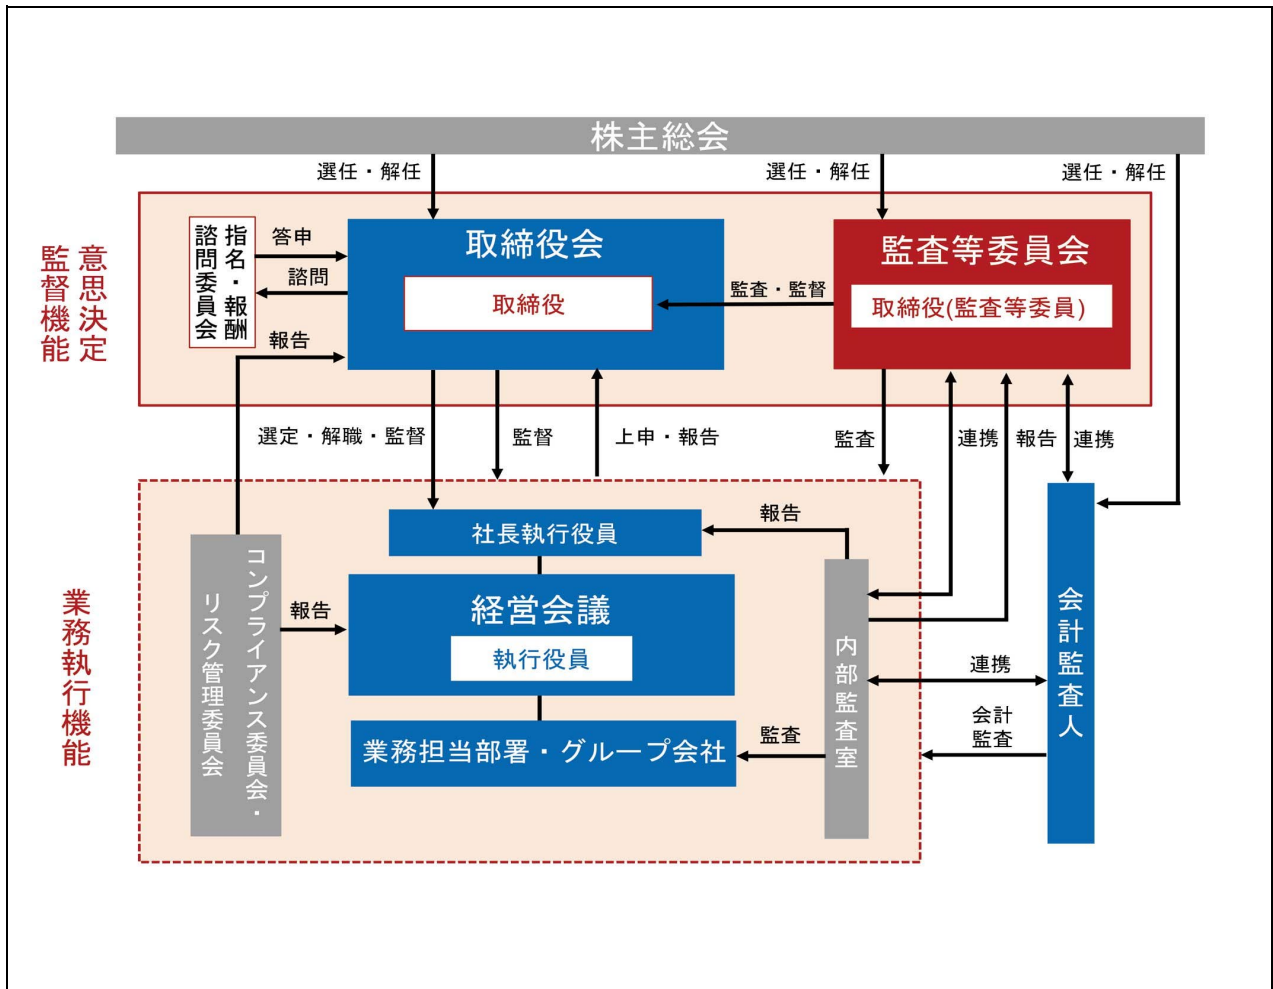 株主総会
選任・解任
選任・解任
選任・解任
意思決定
監督機能
指名・報酬
諮問委員会
答申
諮問
報告
取締役会
取締役
監査・監督
監査等委員会
取締役(監査等委員)
選定・解職・監督
監督
上申・報告
監査
連携
報告
連携
業務執行機能
コンプライアンス委員会・
リスク管理委員会
報告
社長執行役員
報告
経営会議
執行役員
業務担当部署・グループ会社
監査
内部監査室
連携
会計
監査
会計監査人